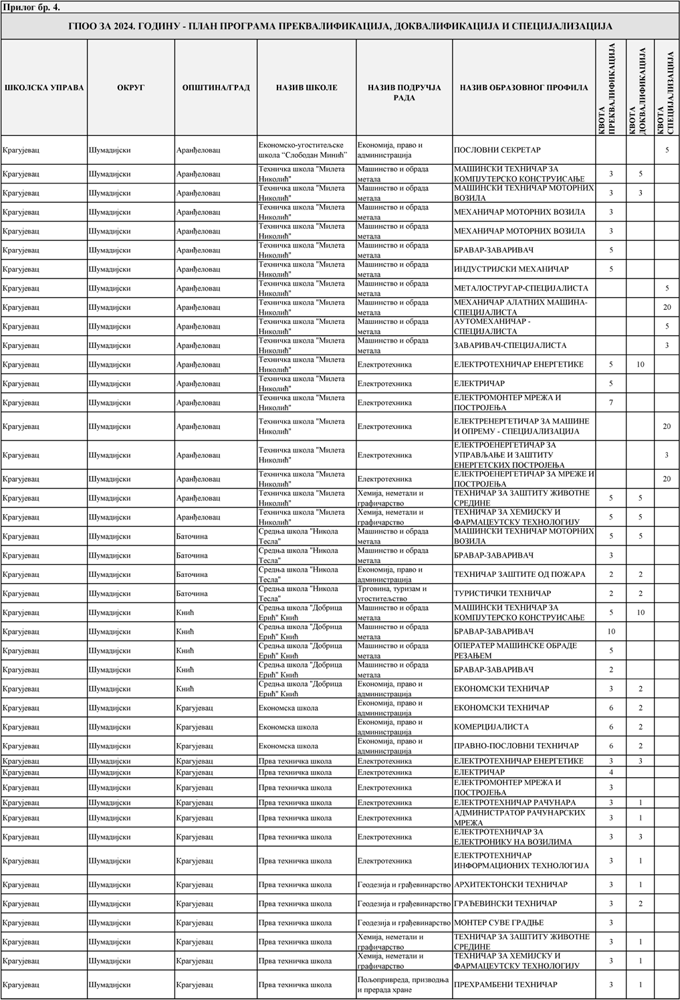 Прилог бр. 4.
ГПОО ЗА 2024. ГОДИНУ - ПЛАН ПРОГРАМА ПРЕКВАЛИФИКАЦИЈА, ДОКВАЛИФИКАЦИЈА И СПЕЦИЈАЛИЗАЦИЈА
ШКОЛСКА УПРАВА ОКРУГ ОПШТИНА/ГРАД НАЗИВ ШКОЛЕ НАЗИВ ПОДРУЧЈА РАДА НАЗИВ ОБРАЗОВНОГ ПРОФИЛА КВОТА ПРЕКВАЛИФИКАЦИЈА КВОТА ДОКВАЛИФИКАЦИЈА КВОТА СПЕЦИЈАЛИЗАЦИЈА
Крагујевац Шумадијски Аранђеловац Економско-угоститељске школа “Слободан Минић” Економија, право и администрација ПОСЛОВНИ СЕКРЕТАР 5
Крагујевац Шумадијски Аранђеловац Техничка школа "Милета Николић" Машинство и обрада метала МАШИНСКИ ТЕХНИЧАР ЗА КОМПЈУТЕРСКО КОНСТРУИСАЊЕ 3 5
Крагујевац Шумадијски Аранђеловац Техничка школа "Милета Николић" Машинство и обрада метала МАШИНСКИ ТЕХНИЧАР МОТОРНИХ ВОЗИЛА 3 3
Крагујевац Шумадијски Аранђеловац Техничка школа "Милета Николић" Машинство и обрада метала МЕХАНИЧАР МОТОРНИХ ВОЗИЛА 3
Крагујевац Шумадијски Аранђеловац Техничка школа "Милета Николић" Машинство и обрада метала МЕХАНИЧАР МОТОРНИХ ВОЗИЛА 3
Крагујевац Шумадијски Аранђеловац Техничка школа "Милета Николић" Машинство и обрада метала БРАВАР-ЗАВАРИВАЧ 5
Крагујевац Шумадијски Аранђеловац Техничка школа "Милета Николић" Машинство и обрада метала ИНДУСТРИЈСКИ МЕХАНИЧАР 5
Крагујевац Шумадијски Аранђеловац Техничка школа "Милета Николић" Машинство и обрада метала МЕТАЛОСТРУГАР-СПЕЦИЈАЛИСТА 5
Крагујевац Шумадијски Аранђеловац Техничка школа "Милета Николић" Машинство и обрада метала МЕХАНИЧАР АЛАТНИХ МАШИНА-СПЕЦИЈАЛИСТА 20
Крагујевац Шумадијски Аранђеловац Техничка школа "Милета Николић" Машинство и обрада метала АУТОМЕХАНИЧАР - СПЕЦИЈАЛИСТА 5
Крагујевац Шумадијски Аранђеловац Техничка школа "Милета Николић" Машинство и обрада метала ЗАВАРИВАЧ-СПЕЦИЈАЛИСТА 3
Крагујевац Шумадијски Аранђеловац Техничка школа "Милета Николић" Електротехника ЕЛЕКТРОТЕХНИЧАР ЕНЕРГЕТИКЕ 5 10
Крагујевац Шумадијски Аранђеловац Техничка школа "Милета Николић" Електротехника ЕЛЕКТРИЧАР 5
Крагујевац Шумадијски Аранђеловац Техничка школа "Милета Николић" Електротехника ЕЛЕКТРОМОНТЕР МРЕЖА И ПОСТРОЈЕЊА 7
Крагујевац Шумадијски Аранђеловац Техничка школа "Милета Николић" Електротехника ЕЛЕКТРЕНЕРГЕТИЧАР ЗА МАШИНЕ И ОПРЕМУ - СПЕЦИЈАЛИЗАЦИЈА 20
Крагујевац Шумадијски Аранђеловац Техничка школа "Милета Николић" Електротехника ЕЛЕКТРОЕНЕРГЕТИЧАР ЗА УПРАВЉАЊЕ И ЗАШТИТУ ЕНЕРГЕТСКИХ ПОСТРОЈЕЊА 3
Крагујевац Шумадијски Аранђеловац Техничка школа "Милета Николић" Електротехника ЕЛЕКТРОЕНЕРГЕТИЧАР ЗА МРЕЖЕ И ПОСТРОЈЕЊА 20
Крагујевац Шумадијски Аранђеловац Техничка школа "Милета Николић" Хемија, неметали и графичарство ТЕХНИЧАР ЗА ЗАШТИТУ ЖИВОТНЕ СРЕДИНЕ 5 5
Крагујевац Шумадијски Аранђеловац Техничка школа "Милета Николић" Хемија, неметали и графичарство ТЕХНИЧАР ЗА ХЕМИЈСКУ И ФАРМАЦЕУТСКУ ТЕХНОЛОГИЈУ 5 5
Крагујевац Шумадијски Баточина Средња школа "Никола Тесла" Машинство и обрада метала МАШИНСКИ ТЕХНИЧАР МОТОРНИХ ВОЗИЛА 5 5
Крагујевац Шумадијски Баточина Средња школа "Никола Тесла" Машинство и обрада метала БРАВАР-ЗАВАРИВАЧ 3
Крагујевац Шумадијски Баточина Средња школа "Никола Тесла" Економија, право и администрација ТЕХНИЧАР ЗАШТИТЕ ОД ПОЖАРА 2 2
Крагујевац Шумадијски Баточина Средња школа "Никола Тесла" Трговина, туризам и угоститељство ТУРИСТИЧКИ ТЕХНИЧАР 2 2
Крагујевац Шумадијски Кнић Средња школа "Добрица Ерић" Кнић Машинство и обрада метала МАШИНСКИ ТЕХНИЧАР ЗА КОМПЈУТЕРСКО КОНСТРУИСАЊЕ 5 10
Крагујевац Шумадијски Кнић Средња школа "Добрица Ерић" Кнић Машинство и обрада метала БРАВАР-ЗАВАРИВАЧ 10
Крагујевац Шумадијски Кнић Средња школа "Добрица Ерић" Кнић Машинство и обрада метала ОПЕРАТЕР МАШИНСКЕ ОБРАДЕ РЕЗАЊЕМ 5
Крагујевац Шумадијски Кнић Средња школа "Добрица Ерић" Кнић Машинство и обрада метала БРАВАР-ЗАВАРИВАЧ 2
Крагујевац Шумадијски Кнић Средња школа "Добрица Ерић" Кнић Економија, право и администрација ЕКОНОМСКИ ТЕХНИЧАР 3 2
Крагујевац Шумадијски Крагујевац Економска школа Економија, право и администрација ЕКОНОМСКИ ТЕХНИЧАР 6 2
Крагујевац Шумадијски Крагујевац Економска школа Економија, право и администрација КОМЕРЦИЈАЛИСТА 6 2
Крагујевац Шумадијски Крагујевац Економска школа Економија, право и администрација ПРАВНО-ПОСЛОВНИ ТЕХНИЧАР 6 2
Крагујевац Шумадијски Крагујевац Прва техничка школа Електротехника ЕЛЕКТРОТЕХНИЧАР ЕНЕРГЕТИКЕ 3 3
Крагујевац Шумадијски Крагујевац Прва техничка школа Електротехника ЕЛЕКТРИЧАР 4
Крагујевац Шумадијски Крагујевац Прва техничка школа Електротехника ЕЛЕКТРОМОНТЕР МРЕЖА И ПОСТРОЈЕЊА 3
Крагујевац Шумадијски Крагујевац Прва техничка школа Електротехника ЕЛЕКТРОТЕХНИЧАР РАЧУНАРА 3 1
Крагујевац Шумадијски Крагујевац Прва техничка школа Електротехника АДМИНИСТРАТОР РАЧУНАРСКИХ МРЕЖА 3 1
Крагујевац Шумадијски Крагујевац Прва техничка школа Електротехника ЕЛЕКТРОТЕХНИЧАР ЗА ЕЛЕКТРОНИКУ НА ВОЗИЛИМА 3 3
Крагујевац Шумадијски Крагујевац Прва техничка школа Електротехника ЕЛЕКТРОТЕХНИЧАР ИНФОРМАЦИОНИХ ТЕХНОЛОГИЈА 3 1
Крагујевац Шумадијски Крагујевац Прва техничка школа Геодезија и грађевинарство АРХИТЕКТОНСКИ ТЕХНИЧАР 3 1
Крагујевац Шумадијски Крагујевац Прва техничка школа Геодезија и грађевинарство ГРАЂЕВИНСКИ ТЕХНИЧАР 3 2
Крагујевац Шумадијски Крагујевац Прва техничка школа Геодезија и грађевинарство МОНТЕР СУВЕ ГРАДЊЕ 3
Крагујевац Шумадијски Крагујевац Прва техничка школа Хемија, неметали и графичарство ТЕХНИЧАР ЗА ЗАШТИТУ ЖИВОТНЕ СРЕДИНЕ 3 1
Крагујевац Шумадијски Крагујевац Прва техничка школа Хемија, неметали и графичарство ТЕХНИЧАР ЗА ХЕМИЈСКУ И ФАРМАЦЕУТСКУ ТЕХНОЛОГИЈУ 3 1
Крагујевац Шумадијски Крагујевац Прва техничка школа Пољопривреда, призводња и прерада хране ПРЕХРАМБЕНИ ТЕХНИЧАР 3 1